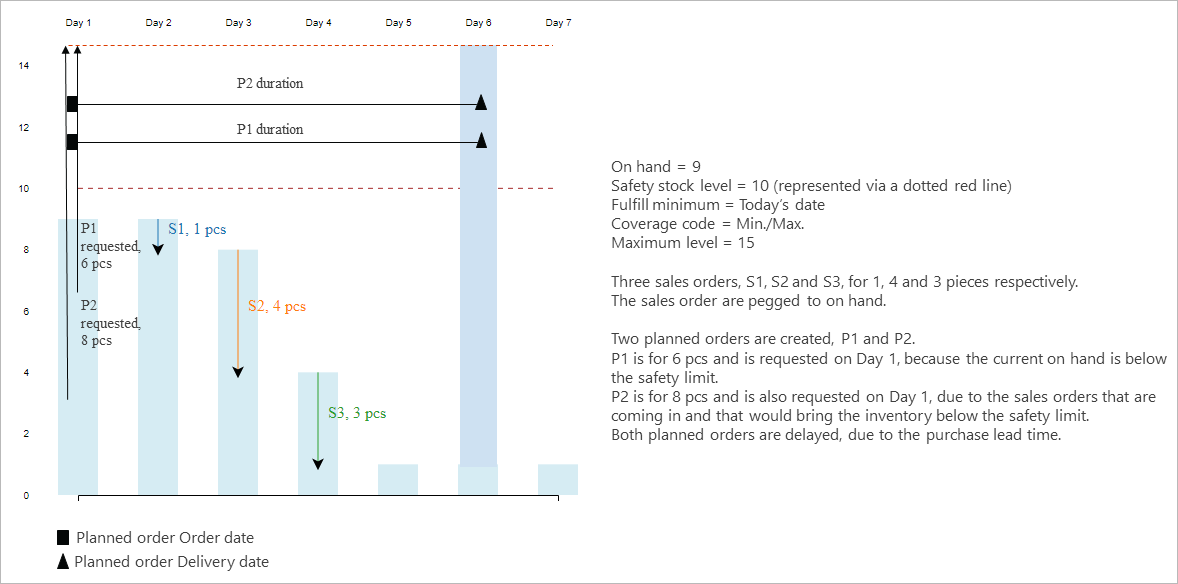 Day 1 Day 2 Day 3 Day 4 Day 5 Day 6 Day 7
14
P2 duration
12
P1 duration
10
8
6
4
2
0
P1
requested,
6 pcs
P2
requested,
8 pcs
S1, 1 pcs
S2, 4 pcs
S3, 3 pcs
Planned order Order date
Planned order Delivery date
On hand = 9
Safety stock level = 10 (represented via a dotted red line)
Fulfill minimum = Today's date
Coverage code = Min./Max.
Maximum level = 15
Three sales orders, S1, S2 and S3, for 1, 4 and 3 pieces respectively.
The sales order are pegged to on hand.
Two planned orders are created, P1 and P2.
P1 is for 6 pcs and is requested on Day 1, because the current on hand is below
the safety limit.
P2 is for 8 pcs and is also requested on Day 1, due to the sales orders that are
coming in and that would bring the inventory below the safety limit.
Both planned orders are delayed, due to the purchase lead time.